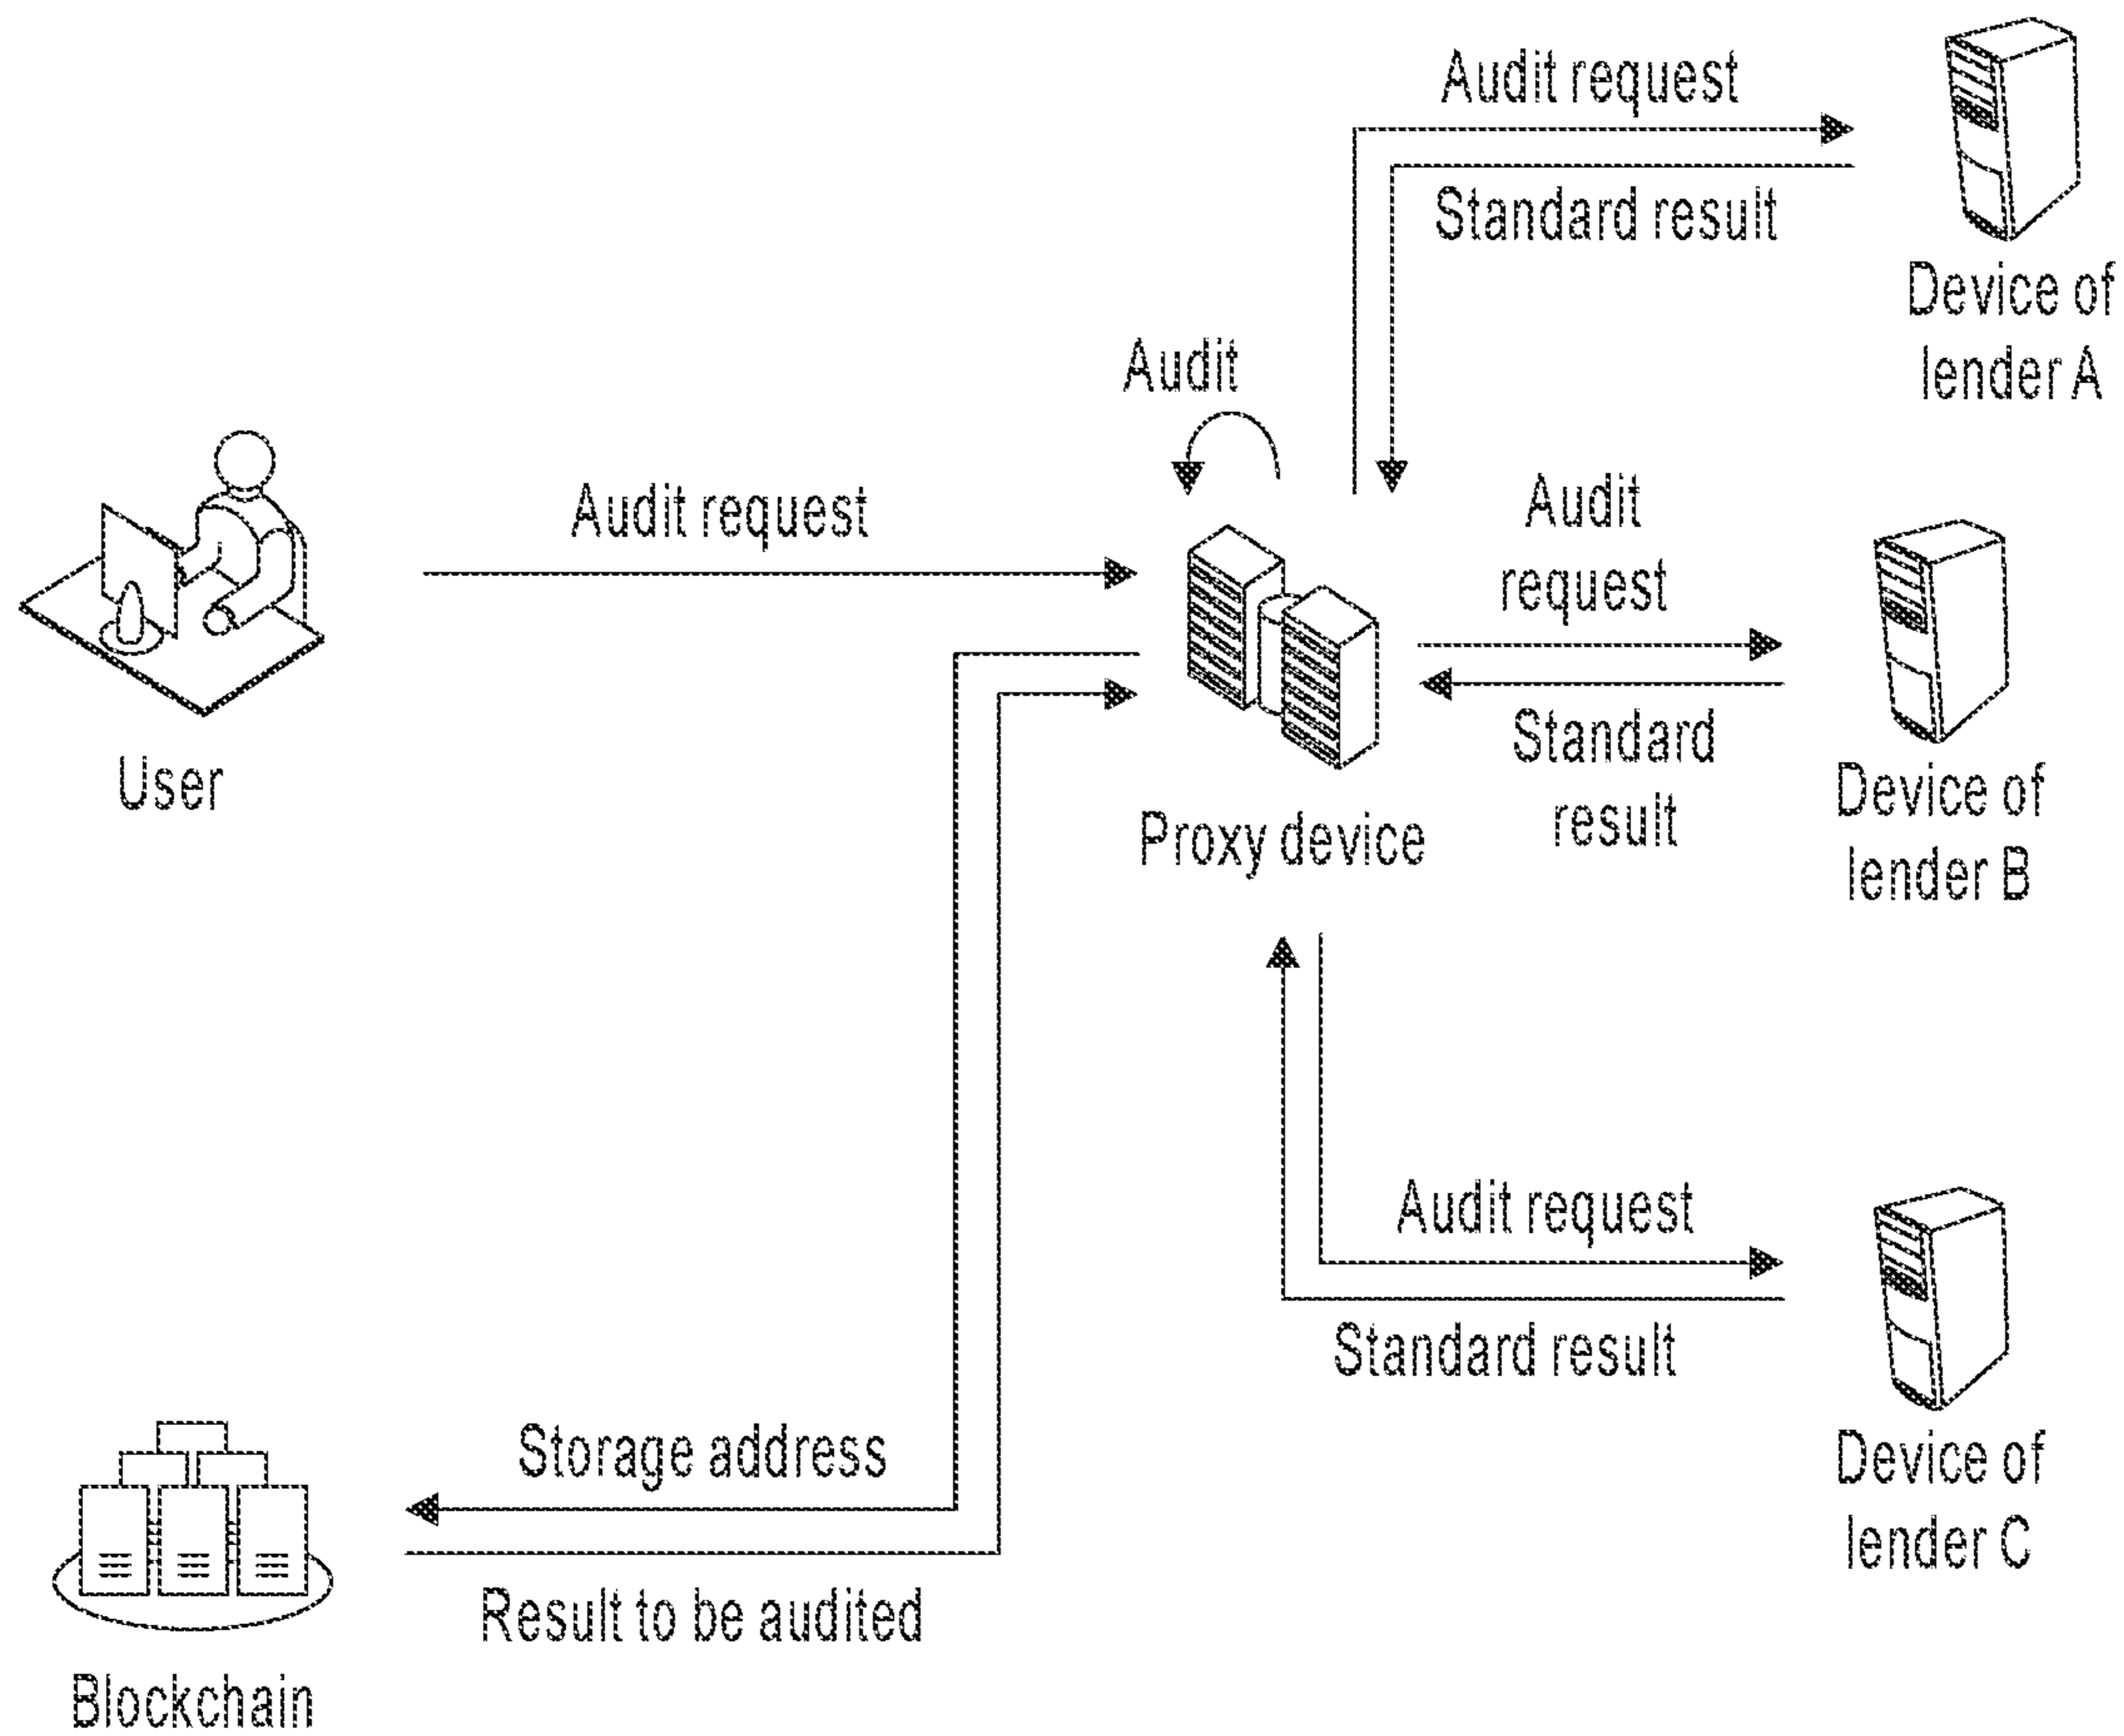 Audit request
Standard result
Device of
lender A
Audit
Audit request
Audit
request
Standard
result
User
Proxy device
Device of
lender B
Audit request
Standard result
Device of
lender C
Storage address
Result to be audited
Blockchain